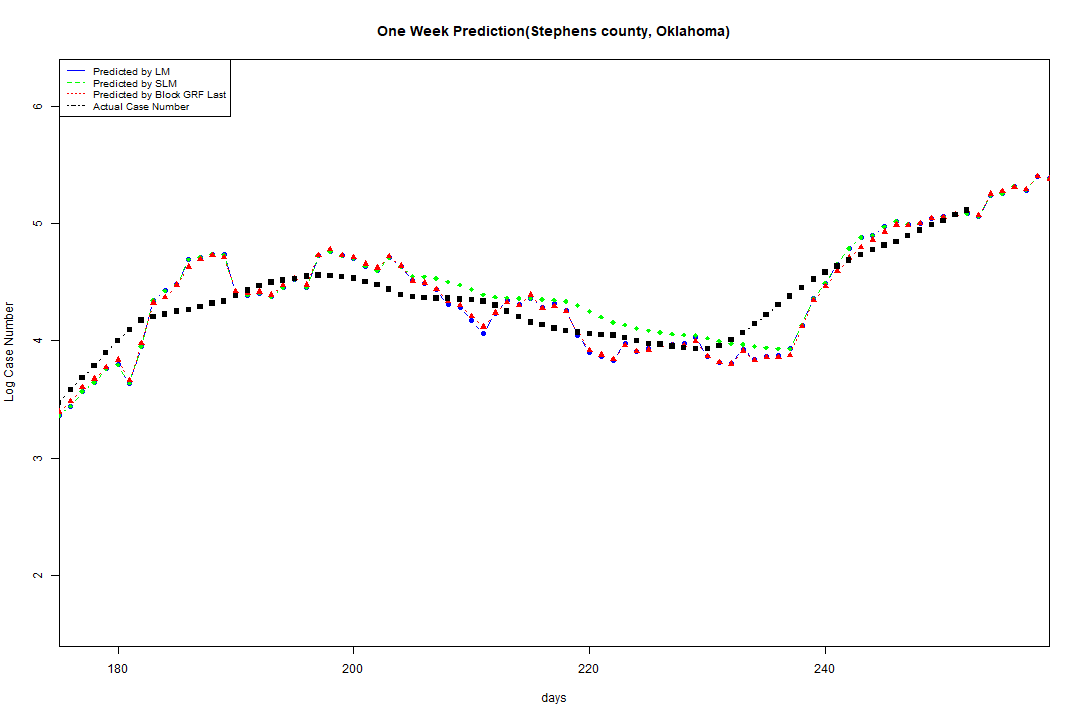 One Week Prediction(Stephens county, Oklahoma)
Predicted by LM
Predicted by SLM
Predicted by Block GRF Last
Actual Case Number
6
5
4
3
2
Log Case Number
180 200 220 240
days